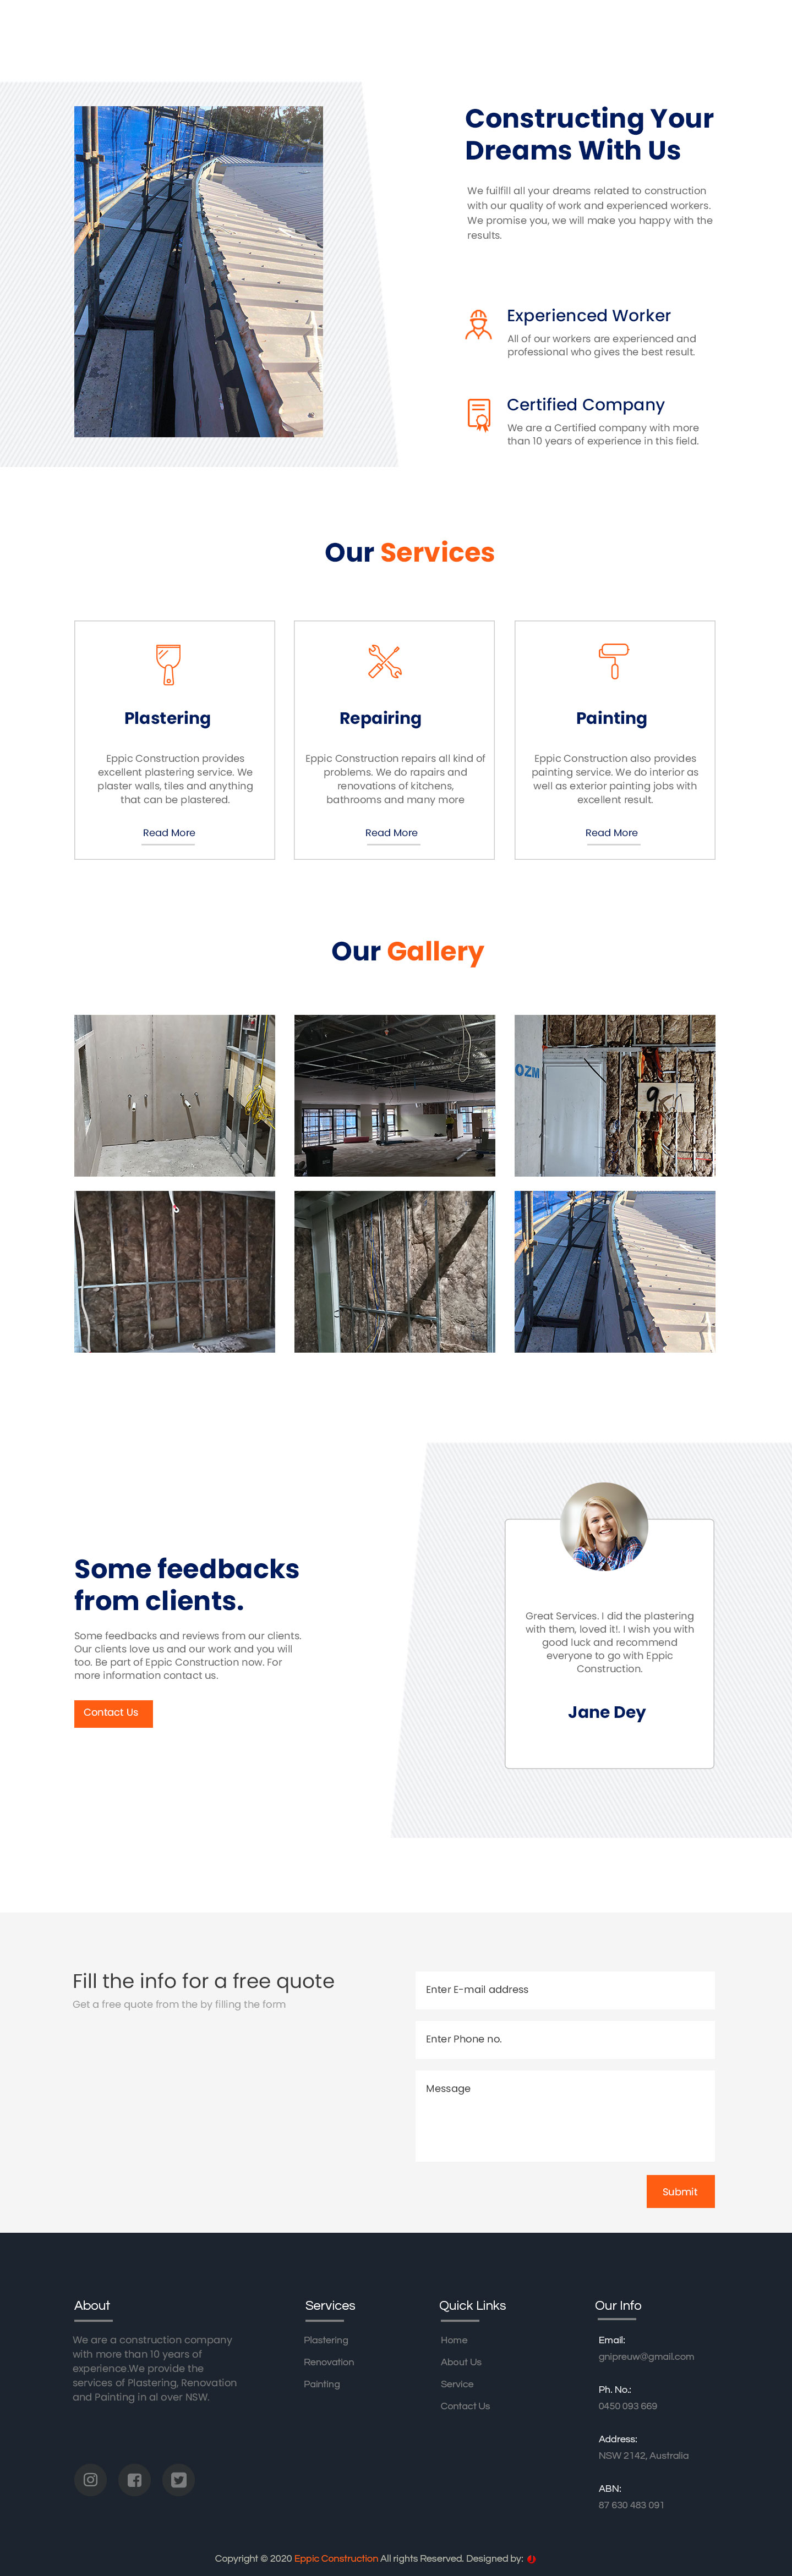 Constructing Your
Dreams With Us
We fuilfill all your dreams related to construction
with our quality of work and experienced workers.
We promise you, we will make you happy with the
results.
Experienced Worker
All of our workers are experienced and
professional who gives the best result.
Certified Company
We are a Certified company with more
than 10 years of experience in this field.
Our Services
Plastering
Eppic Construction provides
excellent plastering service. We
plaster walls, tiles and anything
that can be plastered.
Read More
Repairing
Eppic Construction repairs all kind of
problems. We do rapairs and
renovations of kitchens,
bathrooms and many more
Read More
Painting
Eppic Construction also provides
painting service. We do interior as
well as exterior painting jobs with
excellent result.
Read More
Our Gallery
OZM
9
Some feedbacks
from clients.
Some feedbacks and reviews from our clients.
Our clients love us and our work and you will
too. Be part of Eppic Construction now. For
more information contact us.
Contact Us
Great Services. I did the plastering
with them, loved it!. I wish you with
good luck and recommend
everyone to go with Eppic
Construction.
Jane Dey
Fill the info for a free quote
Get a free quote from the by filling the form
Enter E-mail address
Enter Phone no.
Message
Submit
About
We are a construction company
with more than 10 years of
experience.We provide the
services of Plastering, Renovation
and Painting in al over NSW.
Services
Plastering
Renovation
Painting
Quick Links
Home
About Us
Service
Contact Us
Our Info
Email:
gnipreuw@gmail.com
Ph. No.:
0450 093 669
Address:
NSW 2142, Australia
ABN:
87 630 483 091
Copyright © 2020 Eppic Construction All rights Reserved. Designed by: